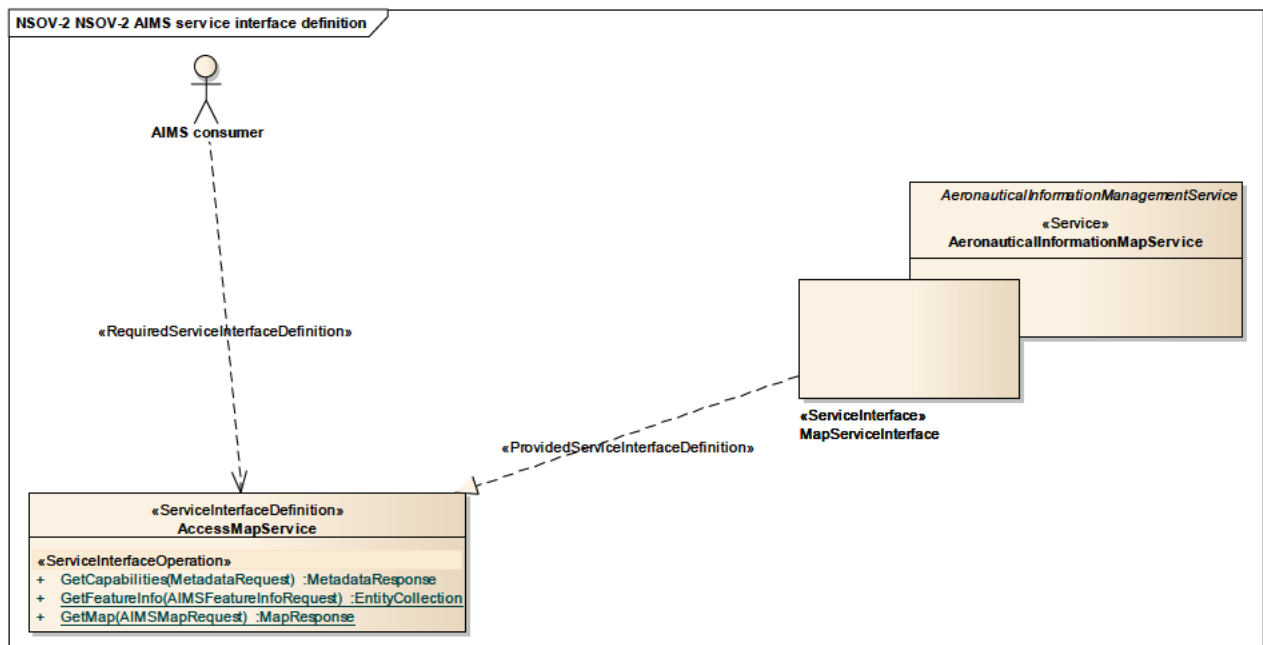 NSOV-2 NSOV-2 AIMS service interface definition
AIMS consumer
AeronauticalInformationManagementService
«Service»
AeronauticalInformationMapService
«RequiredServiceInterfaceDefinition»
«ServiceInterface»
MapServiceInterface
«ProvidedServiceInterfaceDefinition»
«ServiceInterfaceDefinition»
AccessMapService
«ServiceInterfaceOperation»
+ GetCapabilities(MetadataRequest) :MetadataResponse
+ GetFeatureInfo(AIMSFeatureInfoRequest) :EntityCollection
+ GetMap(AIMSMapRequest) :MapResponse